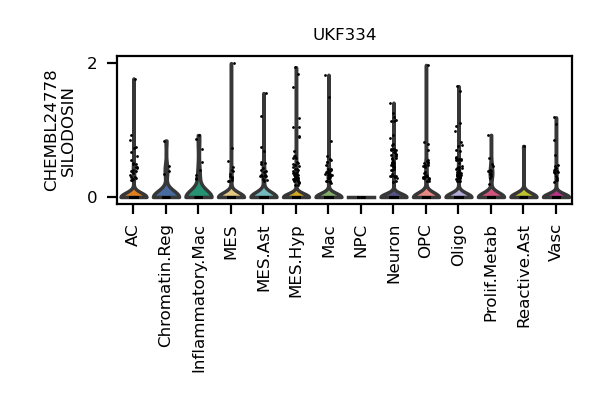 UKF334
CHEMBL24778
SILODOSIN
2
0
AC
Chromatin.Reg
Inflammatory.Mac
MES
MES.Ast
MES.Hyp
Mac
NPC
Neuron
OPC
Oligo
Prolif.Metab
Reactive.Ast
Vasc